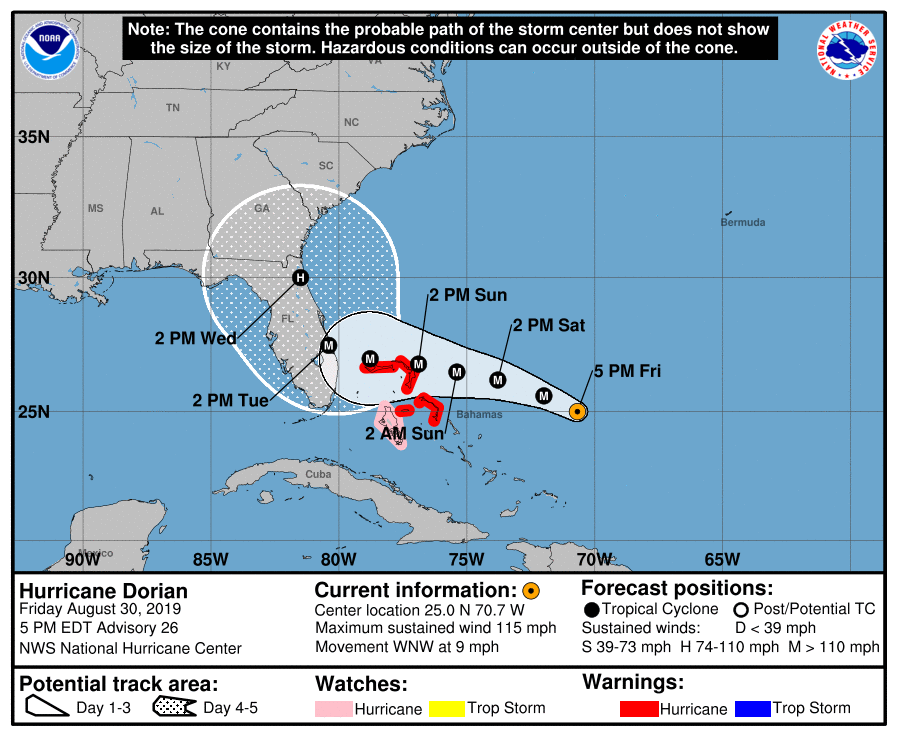 Note: The cone contains the probable path of the storm center but does not show
the size of the storm. Hazardous conditions can occur outside of the cone.
NOAA
NATIONAL WEATHER SERVICE
KY
VA
TN
NC
35N
SC
MS
AL
GA
Bermuda
30N
H
2 PM Sun
FL
2 PM Sat
2 PM Wed
M
M
M
5 PM Fri
M
M
M
2 PM Tue
25N
Bahamas
2 AM Sun
Cuba
Mexico
90W
85W
80W
75W
70W
65W
Hurricane Dorian
Friday August 30, 2019
5 PM EDT Advisory 26
NWS National Hurricane Center
Current information:
Center location 25.0 N 70.7 W
Maximum sustained wind 115 mph
Movement WNW at 9 mph
Forecast positions:
Tropical Cyclone
Post/Potential TC
Sustained winds: D < 39 mph
S 39-73 mph H 74-110 mph M > 110 mph
Potential track area:
Day 1-3
Day 4-5
Watches:
Hurricane
Trop Storm
Warnings:
Hurricane
Trop Storm